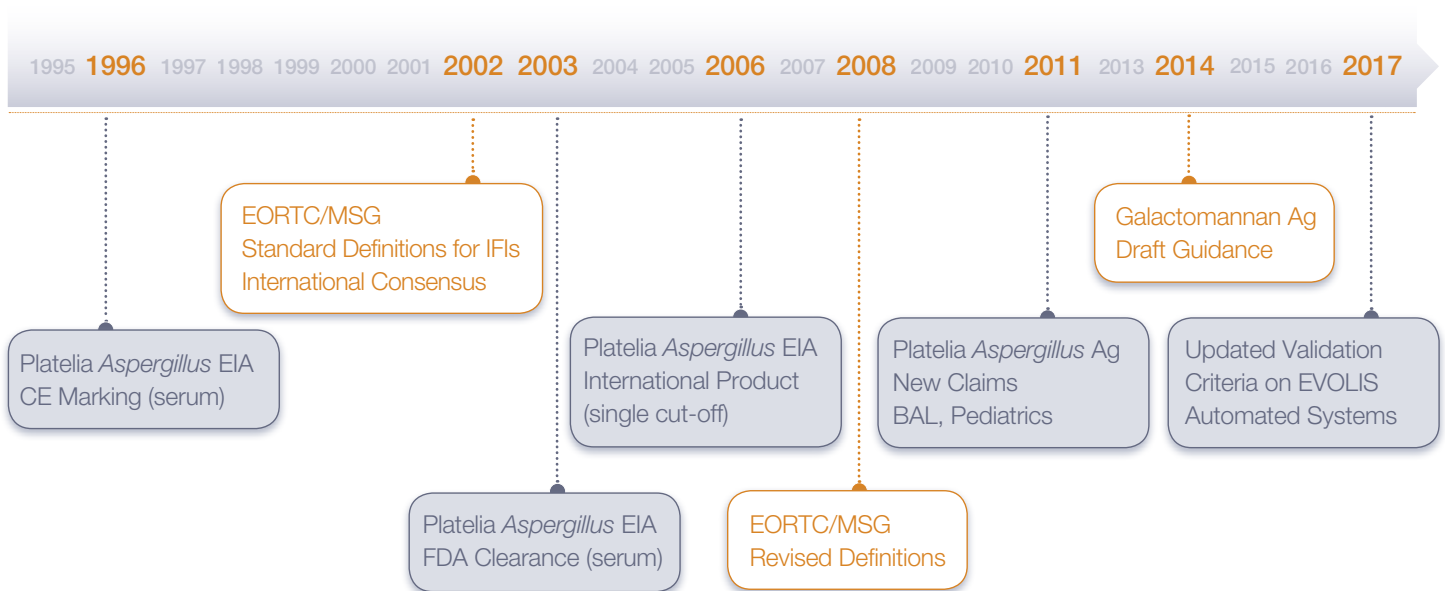 1995 1996 1997 1998 1999 2000 2001 2002 2003 2004 2005 2006 2007 2008 2009 2010 2011 2013 2014 2015 2016 2017
EORTC/MSG
Standard Definitions for IFIs
International Consensus
Galactomannan Ag
Draft Guidance
Platelia Aspergillus EIA
CE Marking (serum)
Platelia Aspergillus EIA
International Product
(single cut-off)
Platelia Aspergillus Ag
New Claims
BAL, Pediatrics
Updated Validation
Criteria on EVOLIS
Automated Systems
Platelia Aspergillus EIA
FDA Clearance (serum)
EORTC/MSG
Revised Definitions